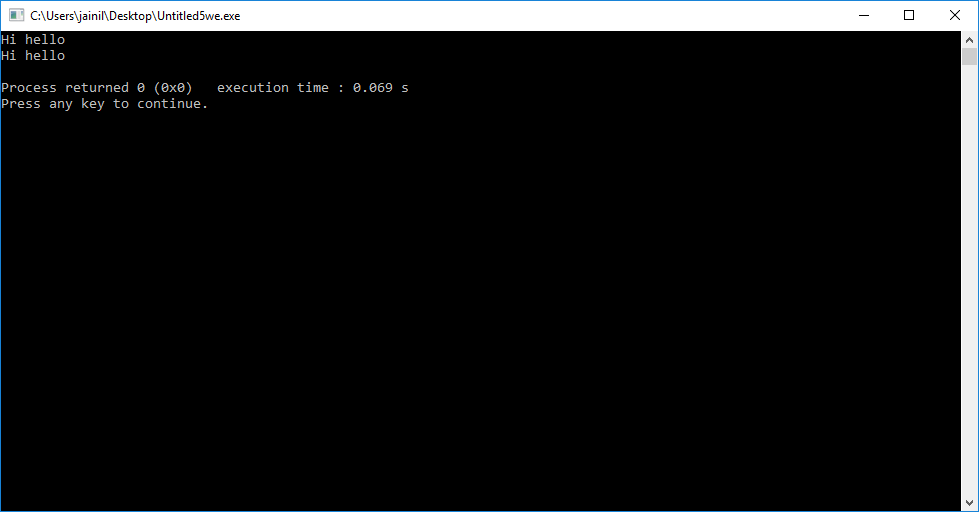 C:\Users\jainil\Desktop\Untitled5we.exe
Hi hello
Hi hello
Process returned 0 (0x0)   execution time : 0.069 s
Press any key to continue.